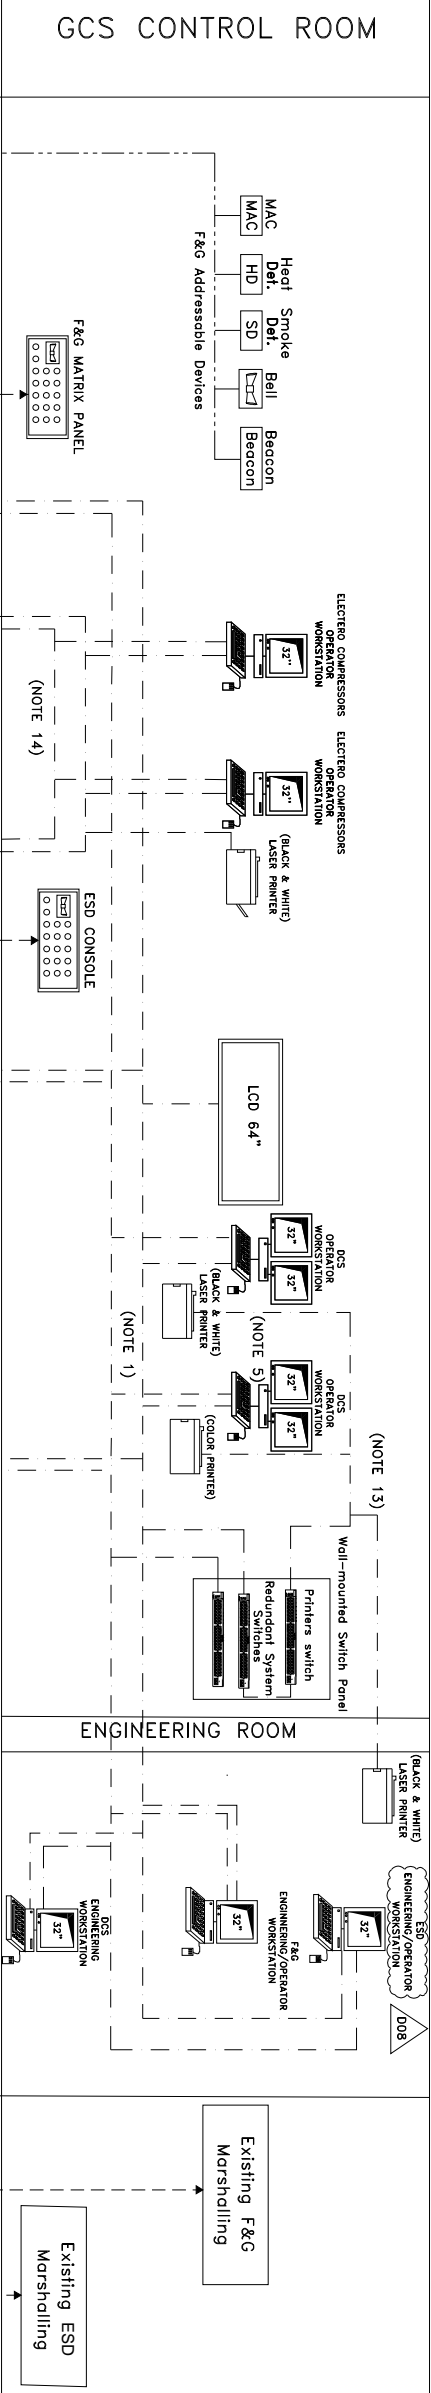 GCS CONTROL ROOM
MAC
MAC
Heat
Det.
HD
Smoke
Det.
SD
Bell
Beacon
Beacon
F&G Addressable Devices
F&G MATRIX PANEL
ELECTERO COMPRESSORS
OPERATOR
WORKSTATION
32"
(NOTE 14)
ELECTERO COMPRESSORS
OPERATOR
WORKSTATION
32"
(BLACK & WHITE)
LASER PRINTER
ESD CONSOLE
LCD 64"
DCS
OPERATOR
WORKSTATION
32"
32"
(BLACK & WHITE)
LASER PRINTER
(NOTE 1)
(NOTE 5)
DCS
OPERATOR
WORKSTATION
32"
32"
(COLOR PRINTER)
(NOTE 13)
Wall-mounted Switch Panel
Printers switch
Redundant System
Switches
ENGINEERING ROOM
(BLACK & WHITE)
LASER PRINTER
ESD
ENGINEERING/OPERATOR
WORKSTATION
32"
D08
F&G
ENGINNERING/OPERATOR
WORKSTATION
32"
DCS
ENGINEERING
WORKSTATION
32"
Existing F&G
Marshalling
Existing ESD
Marshalling